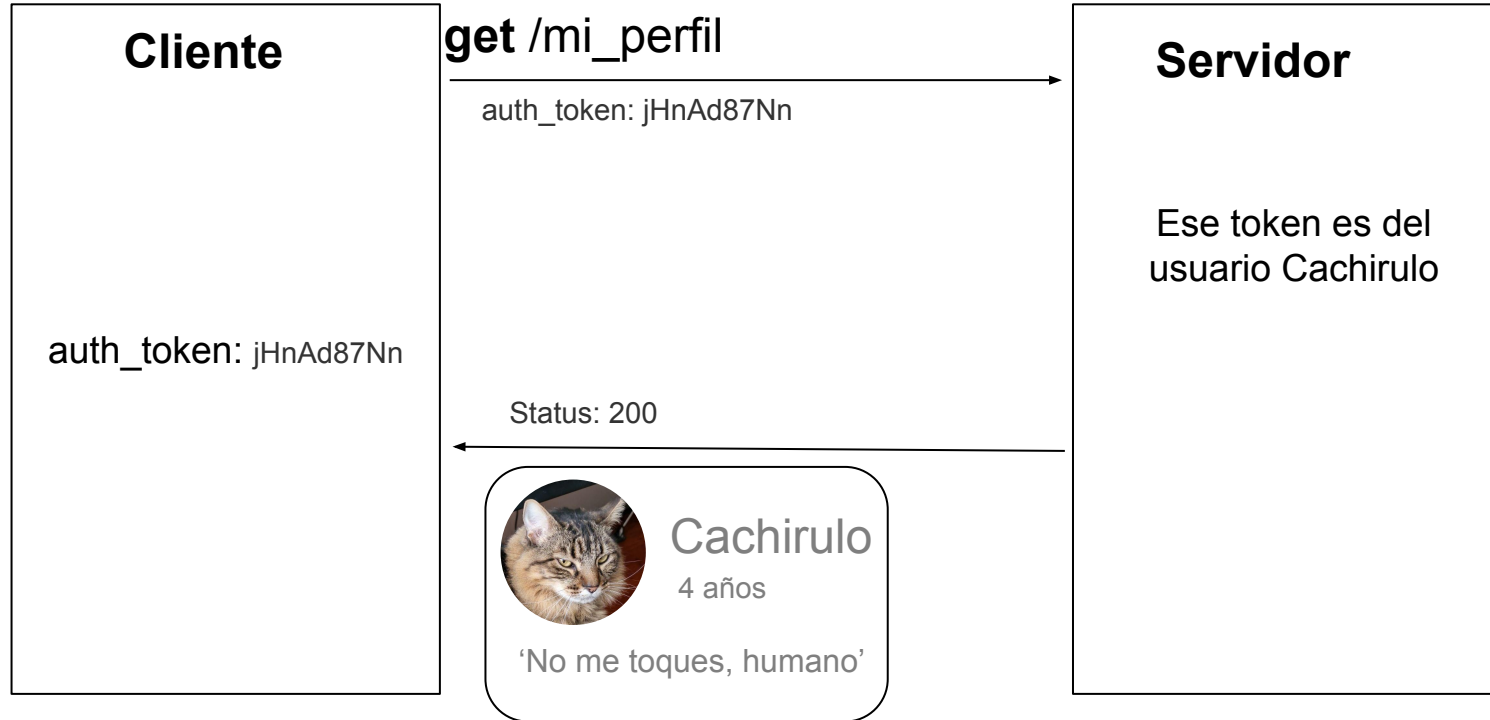 Cliente
get /mi_perfil
Servidor
auth_token: jHnAd87Nn
Ese token es del
usuario Cachirulo
auth_token: jHnAd87Nn
Status: 200
Cachirulo
4 años
‘No me toques, humano’